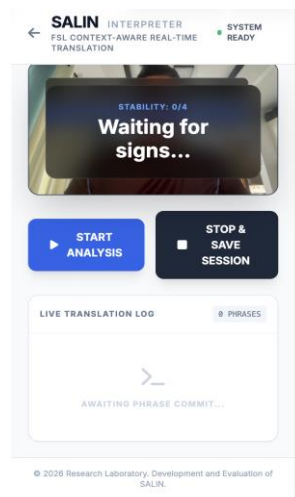 SALIN INTERPRETER
FSL CONTEXT-AWARE REAL-TIME
TRANSLATION
SYSTEM
READY
STABILITY: 0/4
Waiting for
signs...
START
ANALYSIS
STOP &
SAVE
SESSION
LIVE TRANSLATION LOG
0 PHRASES
AWAITING PHRASE COMMIT...
© 2026 Research Laboratory. Development and Evaluation of
SALIN.